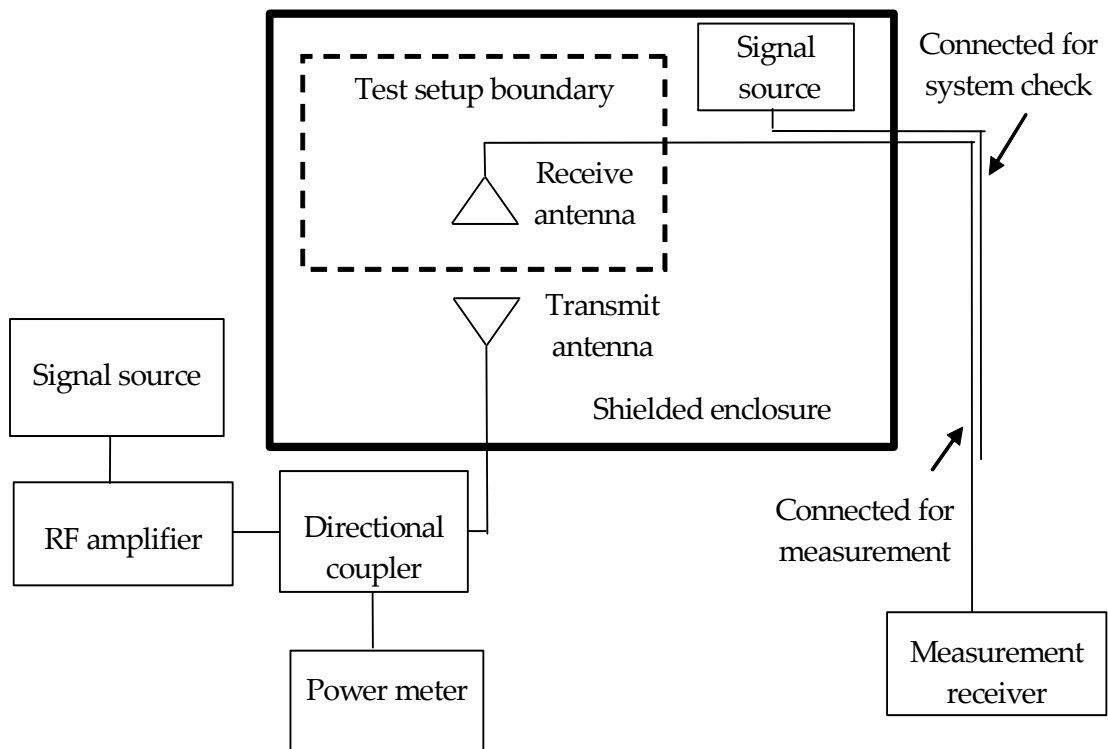 Signal
source
Connected for
system check
Test setup boundary
Receive
antenna
Transmit
antenna
Signal source
Shielded enclosure
RF amplifier
Directional
coupler
Connected for
measurement
Power meter
Measurement
receiver